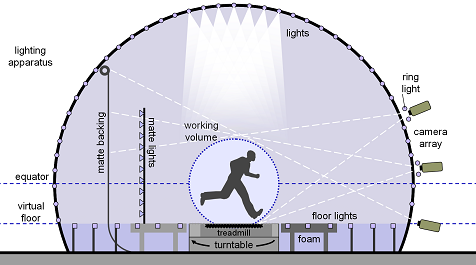 lights
lighting
apparatus
ring
light
camera
array
matte backing
matte lights
working
volume
equator
virtual
floor
floor lights
treadmill
foam
turntable